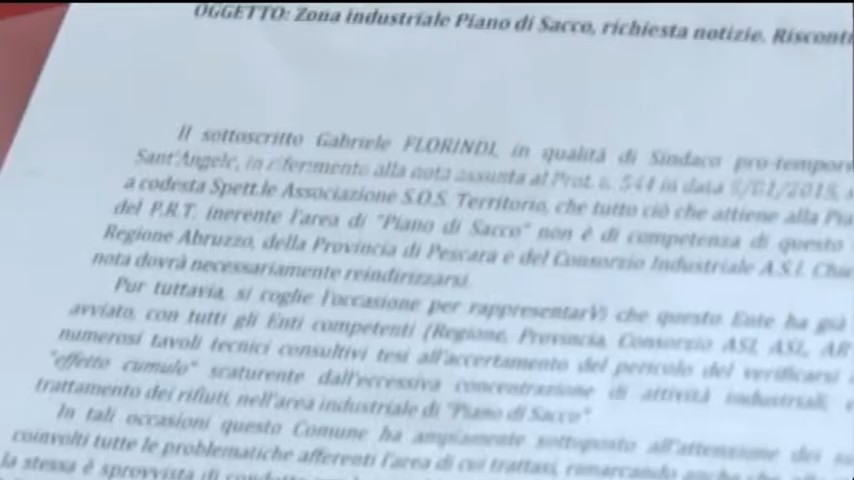 OGGETTO: Zona industriale Piano di Sacco, richiesta notizie. Riscont
Il sottoscritto Gabriele FLORINDI, in qualità di Sindaco pro-tempor
Sant'Angelo, in riferimento alla nota assunta al Prot. n. 544 in data
a codesta Spett.le Associazione S.O.S. Territorio, che tutto ciò che attiene alla Pia
del P.R.T. inerente l'area di "Piano di Sacco" non è di competenza di questo
Regione Abruzzo, della Provincia di Pescara e del Consorzio Industriale A.S.I. Chie
nota dovrà necessariamente reindirizzarsi.
Pur tuttavia, si coglie l'occasione per rappresentarVi che questo Ente ha già
avviato, con tutti gli Enti competenti (Regione, Provincia, Consorzio ASI, ASL, AR
numerosi tavoli tecnici consultivi tesi all'accertamento del pericolo del verificarsi
"effetto cumulo" scaturente dall'eccessiva concentrazione di attività industriali,
trattamento dei rifiuti, nell'area industriale di "Piano di Sacco".
In tali occasioni questo Comune ha ampiamente sottoposto all'attenzione dei
coinvolti tutte le problematiche afferenti l'area di cui trattasi, rimarcando anche che
la stessa è sprovvista di